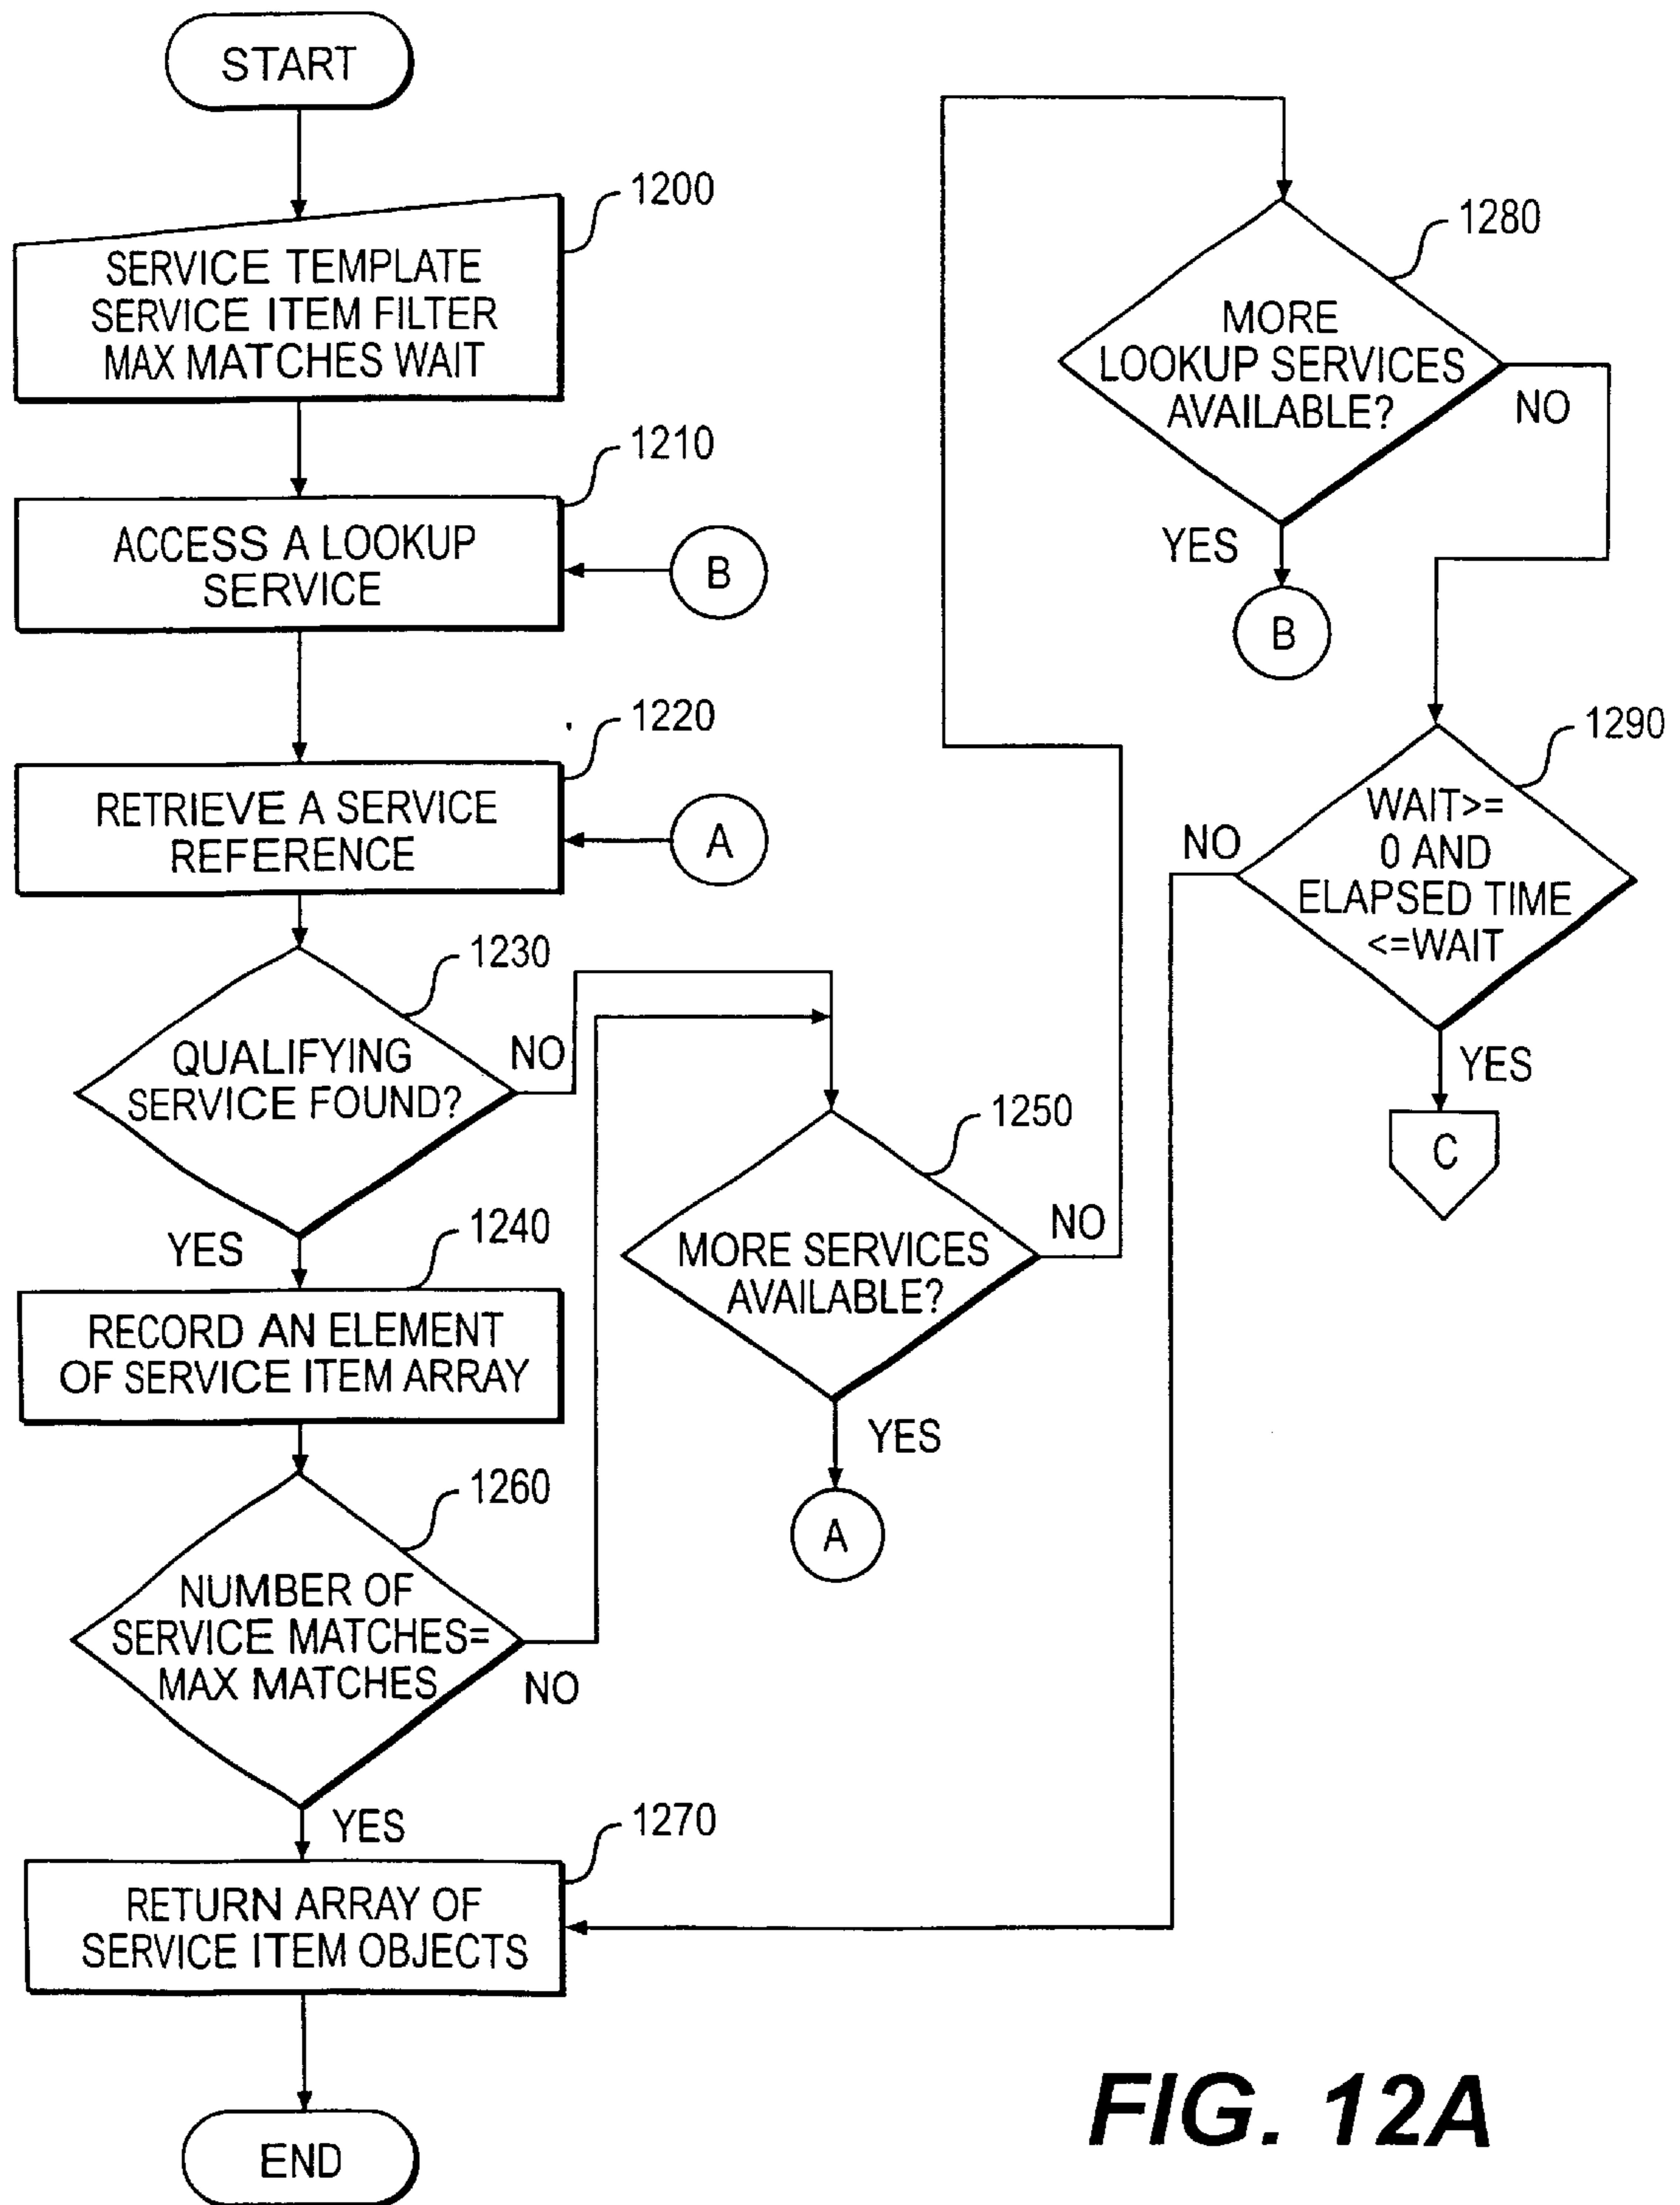 START
1200
SERVICE TEMPLATE
SERVICE ITEM FILTER
MAX MATCHES WAIT
1210
ACCESS A LOOKUP
SERVICE
B
1220
RETRIEVE A SERVICE
REFERENCE
A
1230
QUALIFYING
SERVICE FOUND?
NO
YES
1240
RECORD AN ELEMENT
OF SERVICE ITEM ARRAY
1260
NUMBER OF
SERVICE MATCHES=
MAX MATCHES
NO
YES
1270
RETURN ARRAY OF
SERVICE ITEM OBJECTS
END
1250
MORE SERVICES
AVAILABLE?
NO
YES
A
1280
MORE
LOOKUP SERVICES
AVAILABLE?
NO
YES
B
1290
WAIT>=
0 AND
ELAPSED TIME
<=WAIT
NO
YES
C
FIG. 12A